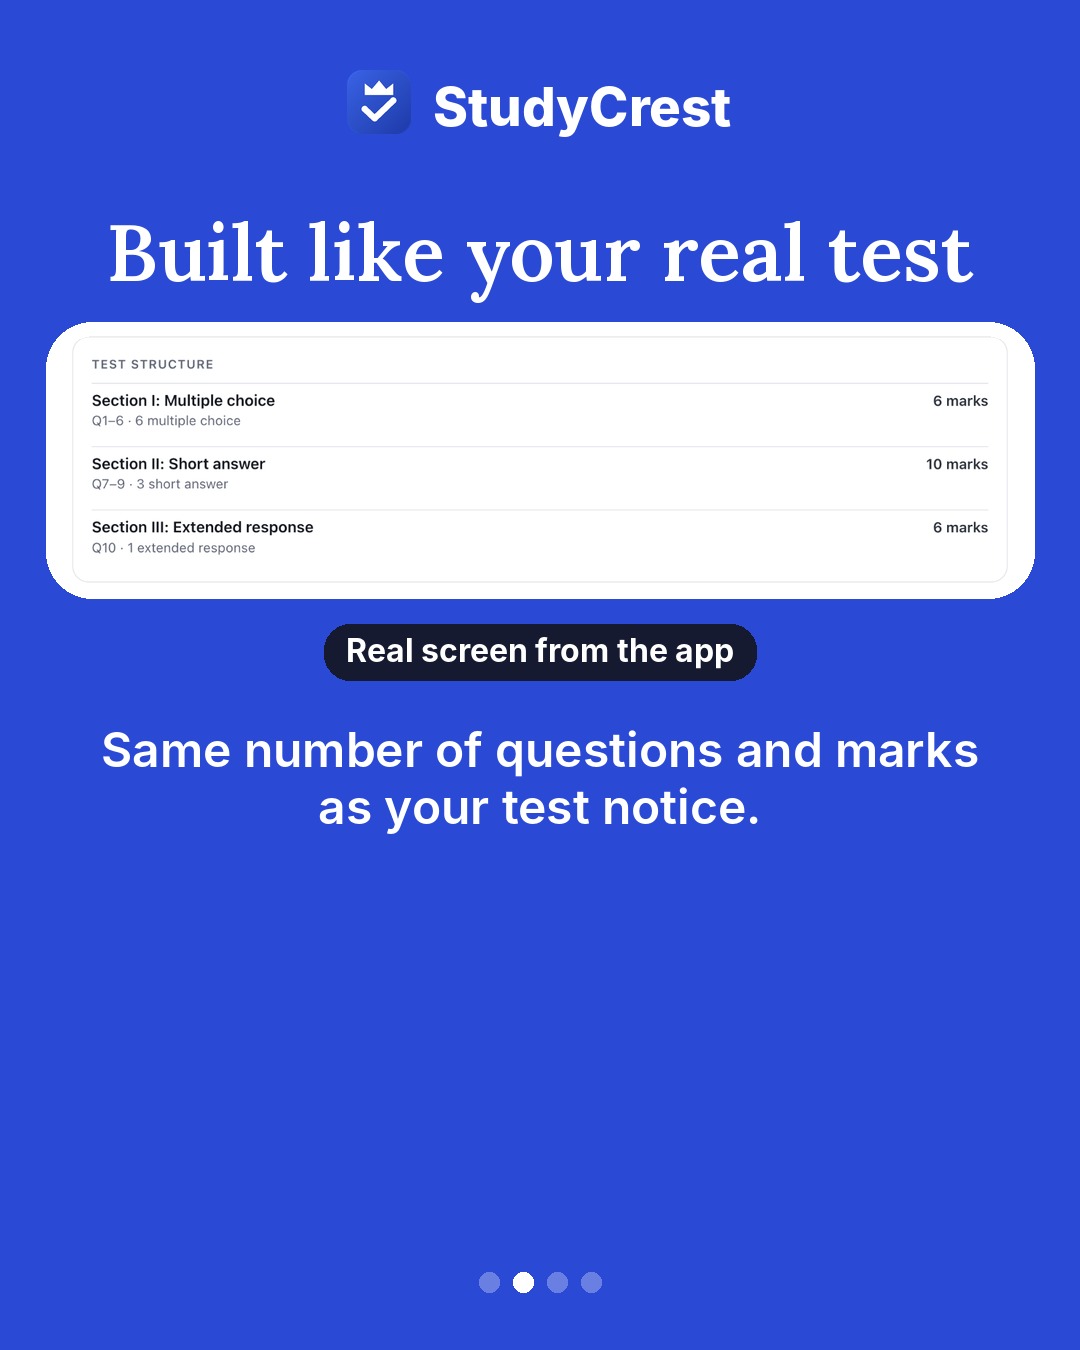 StudyCrest
Built like your real test
TEST STRUCTURE
Section I: Multiple choice
6 marks
Q1–6 · 6 multiple choice
Section II: Short answer
10 marks
Q7–9 · 3 short answer
Section III: Extended response
6 marks
Q10 · 1 extended response
Real screen from the app
Same number of questions and marks
as your test notice.